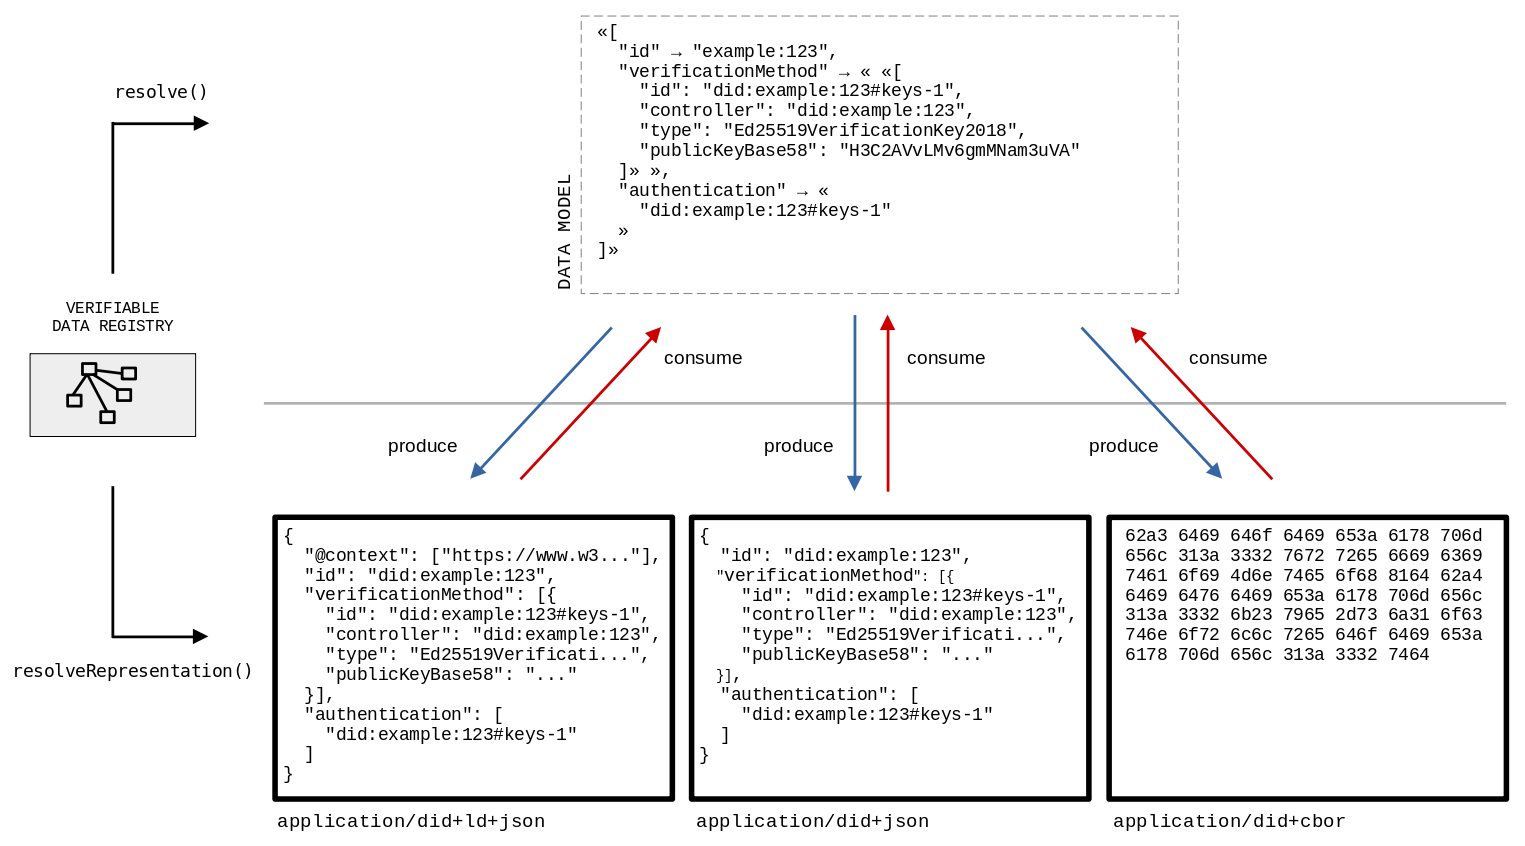 resolve()
VERIFIABLE
DATA REGISTRY
resolveRepresentation()
DATA MODEL
«[
  "id" → "example:123",
  "verificationMethod" → « «[
    "id": "did:example:123#keys-1",
    "controller": "did:example:123",
    "type": "Ed25519VerificationKey2018",
    "publicKeyBase58": "H3C2AVvLMv6gmMNam3uVA"
  ]» »,
  "authentication" → «
    "did:example:123#keys-1"
  »
]»
consume
consume
consume
produce
produce
produce
{
  "@context": ["https://www.w3..."],
  "id": "did:example:123",
  "verificationMethod": [{
    "id": "did:example:123#keys-1",
    "controller": "did:example:123",
    "type": "Ed25519Verificati...",
    "publicKeyBase58": "..."
  }],
  "authentication": [
    "did:example:123#keys-1"
  ]
}
application/did+ld+json
{
  "id": "did:example:123",
  "verificationMethod": [{
    "id": "did:example:123#keys-1",
    "controller": "did:example:123",
    "type": "Ed25519Verificati...",
    "publicKeyBase58": "..."
  }],
  "authentication": [
    "did:example:123#keys-1"
  ]
}
application/did+json
62a3 6469 646f 6469 653a 6178 706d
656c 313a 3332 7672 7265 6669 6369
7461 6f69 4d6e 7465 6f68 8164 62a4
6469 6476 6469 653a 6178 706d 656c
313a 3332 6b23 7965 2d73 6a31 6f63
746e 6f72 6c6c 7265 646f 6469 653a
6178 706d 656c 313a 3332 7464
application/did+cbor